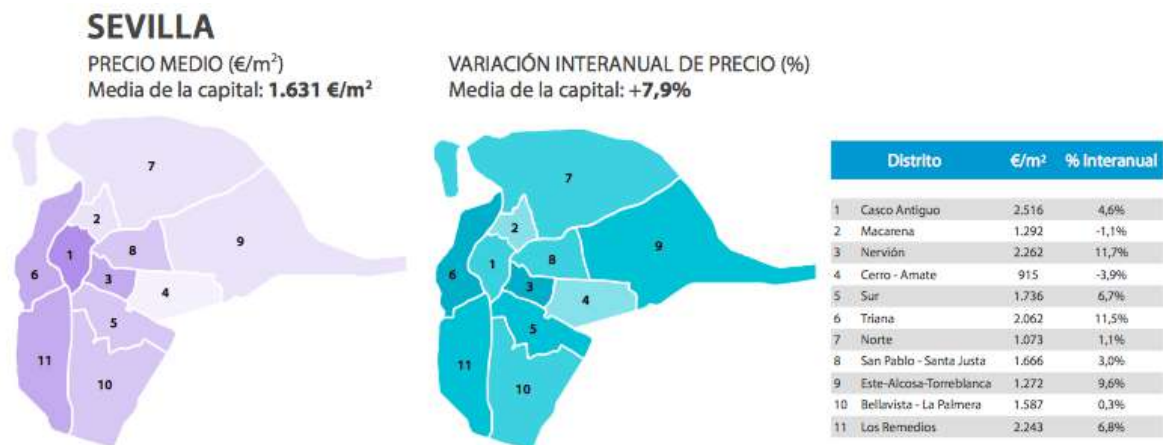 SEVILLA
PRECIO MEDIO (€/m²)
Media de la capital: 1.631 €/m²
VARIACIÓN INTERANUAL DE PRECIO (%)
Media de la capital: +7,9%
7
2
9
8
1
6
3
4
5
11
10
7
2
9
8
1
6
3
4
5
11
10
Distrito €/m² % Interanual
1 Casco Antiguo 2.516 4,6%
2 Macarena 1.292 -1,1%
3 Nervión 2.262 11,7%
4 Cerro - Amate 915 -3,9%
5 Sur 1.736 6,7%
6 Triana 2.062 11,5%
7 Norte 1.073 1,1%
8 San Pablo - Santa Justa 1.666 3,0%
9 Este-Alcosa-Torreblanca 1.272 9,6%
10 Bellavista - La Palmera 1.587 0,3%
11 Los Remedios 2.243 6,8%